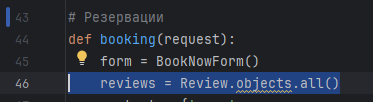 43 # Резервации
44 def booking(request):
45 form = BookNowForm()
46 reviews = Review.objects.all()